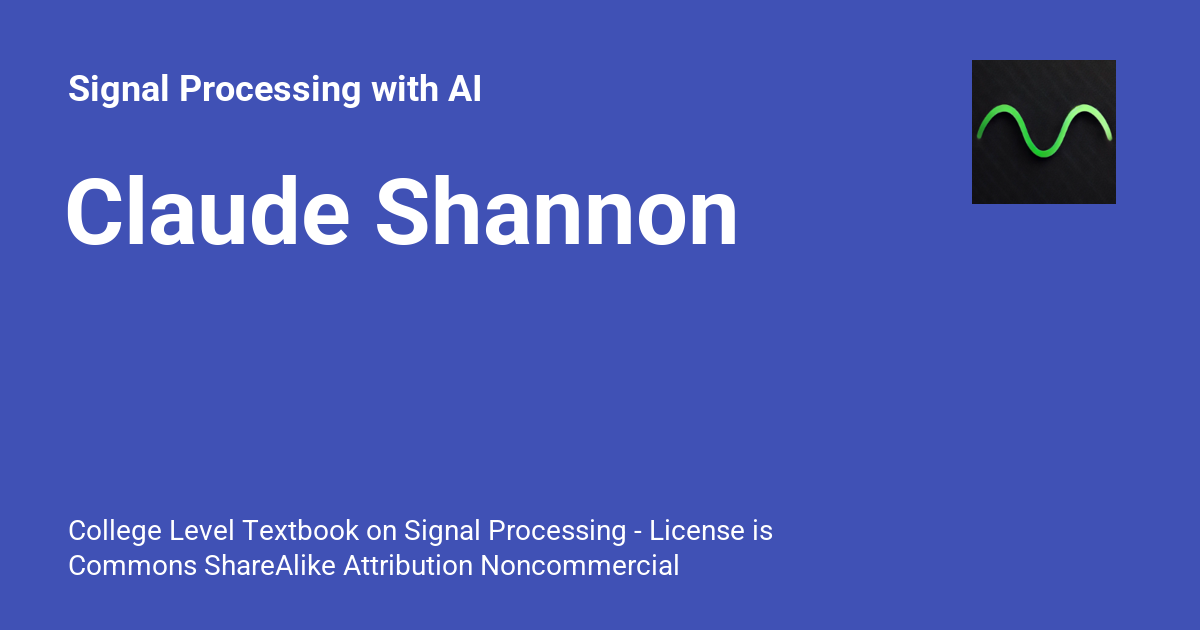 Signal Processing with AI
Claude Shannon
College Level Textbook on Signal Processing - License is
Commons ShareAlike Attribution Noncommercial